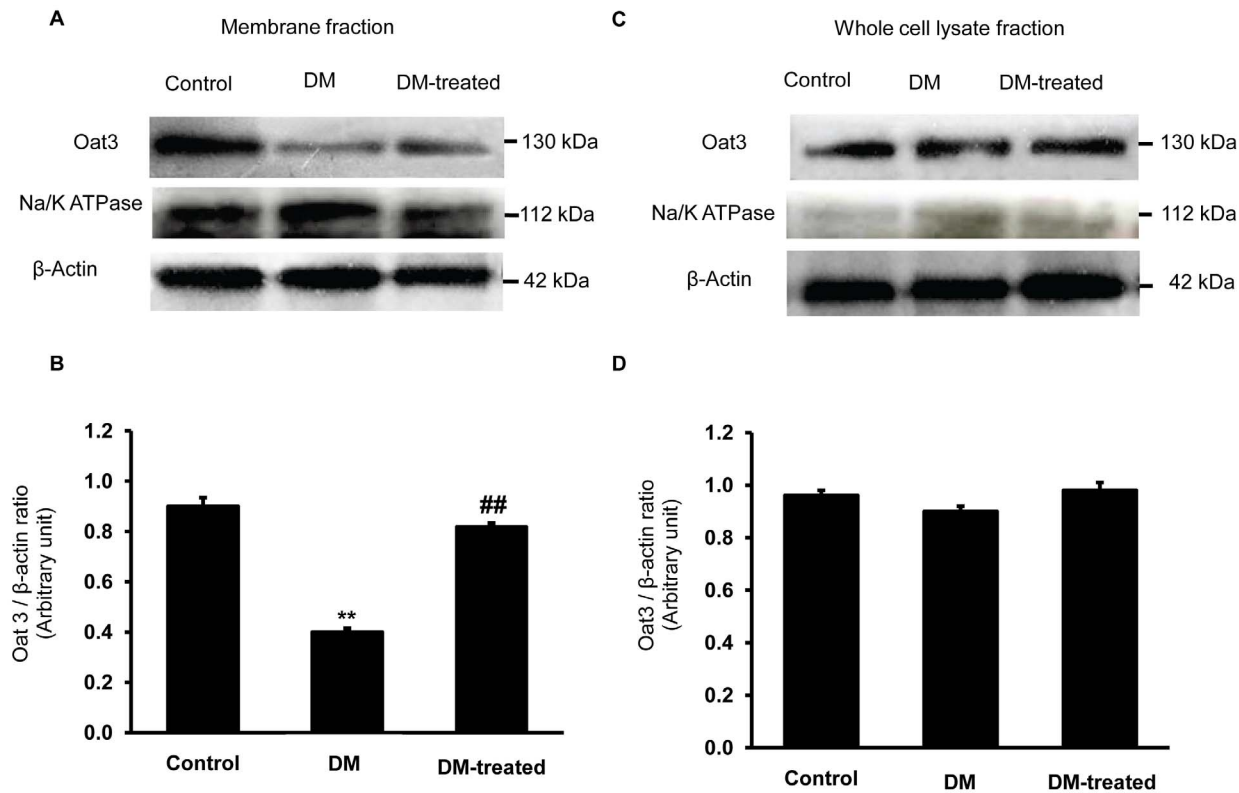 A
Membrane fraction
Control DM DM-treated
Oat3
130 kDa
Na/K ATPase
112 kDa
β-Actin
42 kDa
C
Whole cell lysate fraction
Control DM DM-treated
Oat3
130 kDa
Na/K ATPase
112 kDa
β-Actin
42 kDa
B
Oat 3 / β-actin ratio
(Arbitrary unit)
1.2
1.0
0.8
0.6
0.4
0.2
0.0
**
##
Control DM DM-treated
D
Oat3 / β-actin ratio
(Arbitrary unit)
1.2
1.0
0.8
0.6
0.4
0.2
0.0
Control DM DM-treated